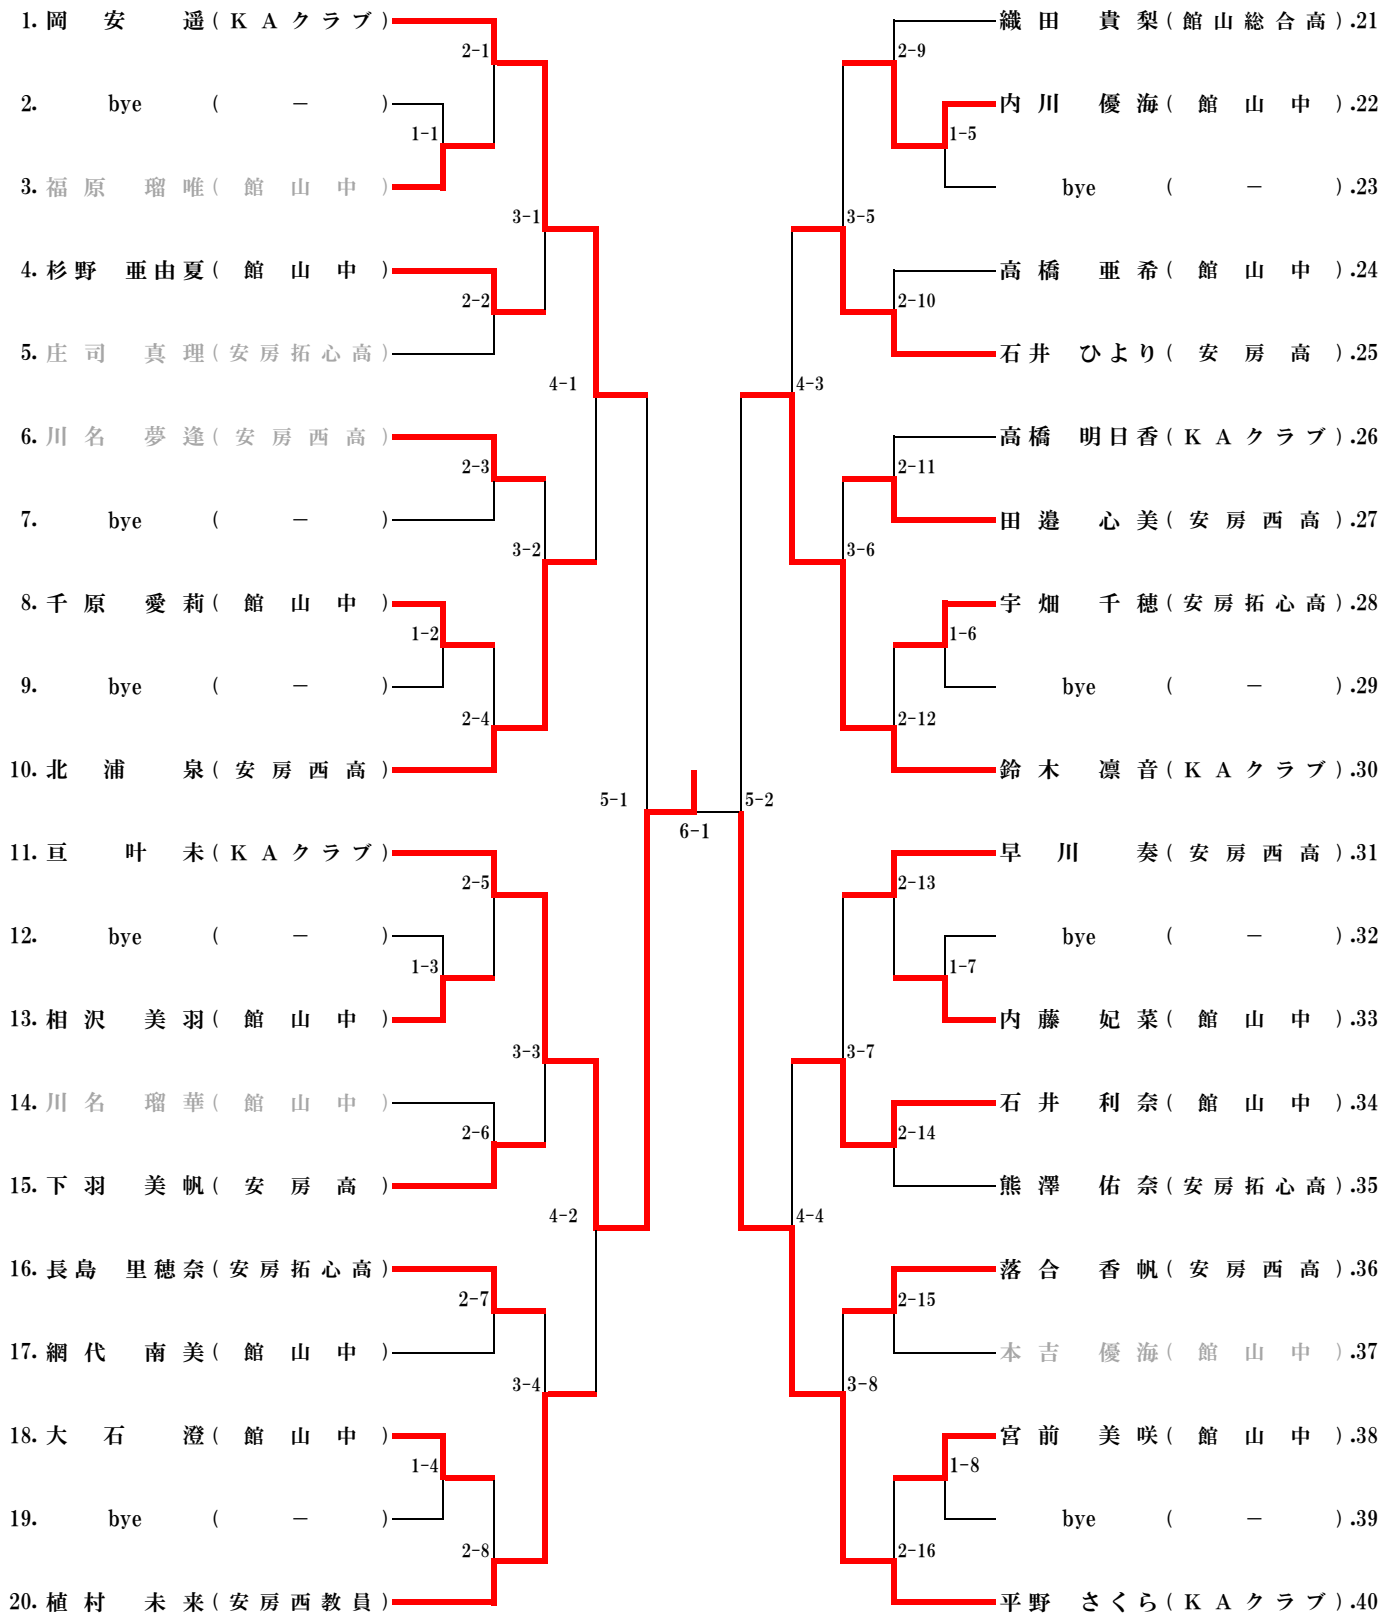 1. 岡安 遥 (KAクラブ)
2. bye ( － )
3. 福原 瑠唯 (館山中)
4. 杉野 亜由夏 (館山中)
5. 庄司 真理 (安房拓心高)
6. 川名 夢逢 (安房西高)
7. bye ( － )
8. 千原 愛莉 (館山中)
9. bye ( － )
10. 北浦 泉 (安房西高)
11. 亘 叶未 (KAクラブ)
12. bye ( － )
13. 相沢 美羽 (館山中)
14. 川名 瑠華 (館山中)
15. 下羽 美帆 (安房高)
16. 長島 里穂奈 (安房拓心高)
17. 網代 南美 (館山中)
18. 大石 澄 (館山中)
19. bye ( － )
20. 植村 未来 (安房西教員)
2-1
1-1
3-1
2-2
4-1
2-3
3-2
1-2
2-4
5-1
2-5
1-3
3-3
2-6
4-2
2-7
3-4
1-4
2-8
6-1
2-9
1-5
3-5
2-10
4-3
2-11
3-6
1-6
2-12
5-2
2-13
1-7
3-7
2-14
4-4
2-15
3-8
1-8
2-16
織田 貴梨 (館山総合高) .21
内川 優海 (館山中) .22
bye ( － ) .23
高橋 亜希 (館山中) .24
石井 ひより (安房高) .25
高橋 明日香 (KAクラブ) .26
田邉 心美 (安房西高) .27
宇畑 千穂 (安房拓心高) .28
bye ( － ) .29
鈴木 凛音 (KAクラブ) .30
早川 奏 (安房西高) .31
bye ( － ) .32
内藤 妃菜 (館山中) .33
石井 利奈 (館山中) .34
熊澤 佑奈 (安房拓心高) .35
落合 香帆 (安房西高) .36
本吉 優海 (館山中) .37
宮前 美咲 (館山中) .38
bye ( － ) .39
平野 さくら (KAクラブ) .40